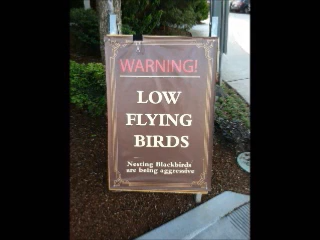 WARNING!
LOW
FLYING
BIRDS
Nesting Blackbirds
are being aggressive